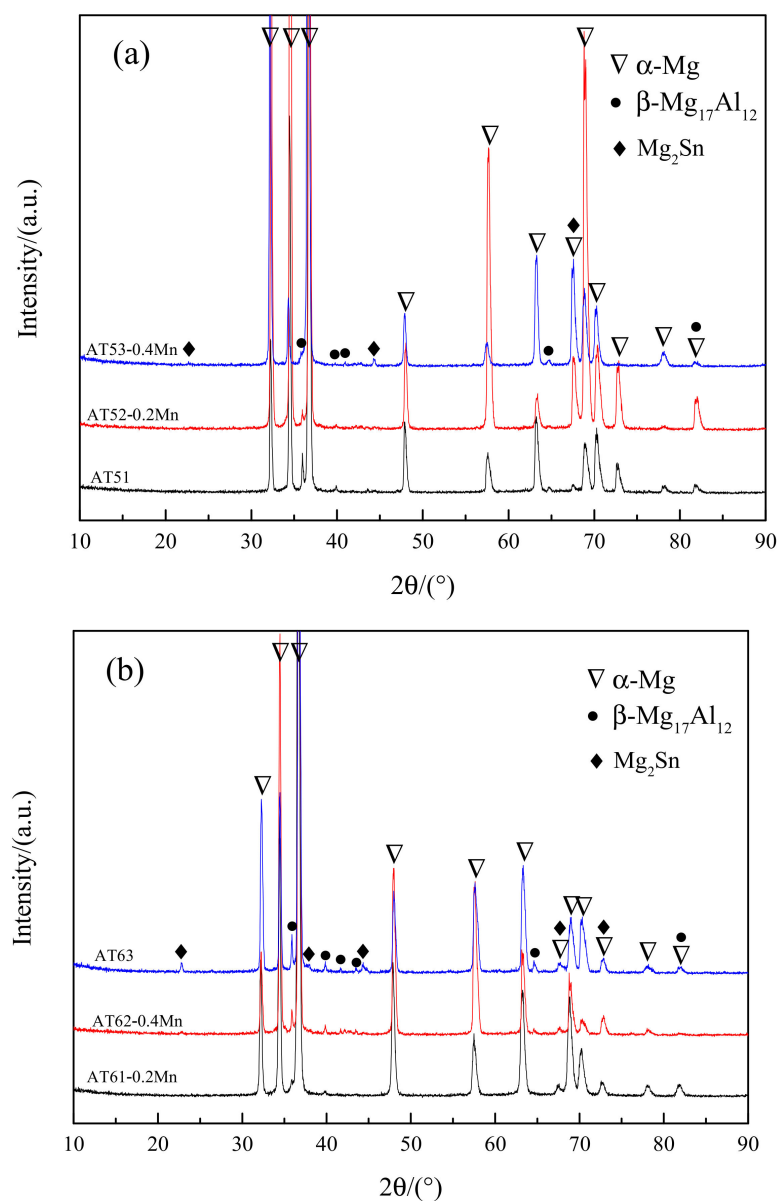 (a)
α-Mg
β-Mg17Al12
Mg2Sn
Intensity/(a.u.)
AT53-0.4Mn
AT52-0.2Mn
AT51
10 20 30 40 50 60 70 80 90
2θ/(°)
(b)
α-Mg
β-Mg17Al12
Mg2Sn
Intensity/(a.u.)
AT63
AT62-0.4Mn
AT61-0.2Mn
10 20 30 40 50 60 70 80 90
2θ/(°)